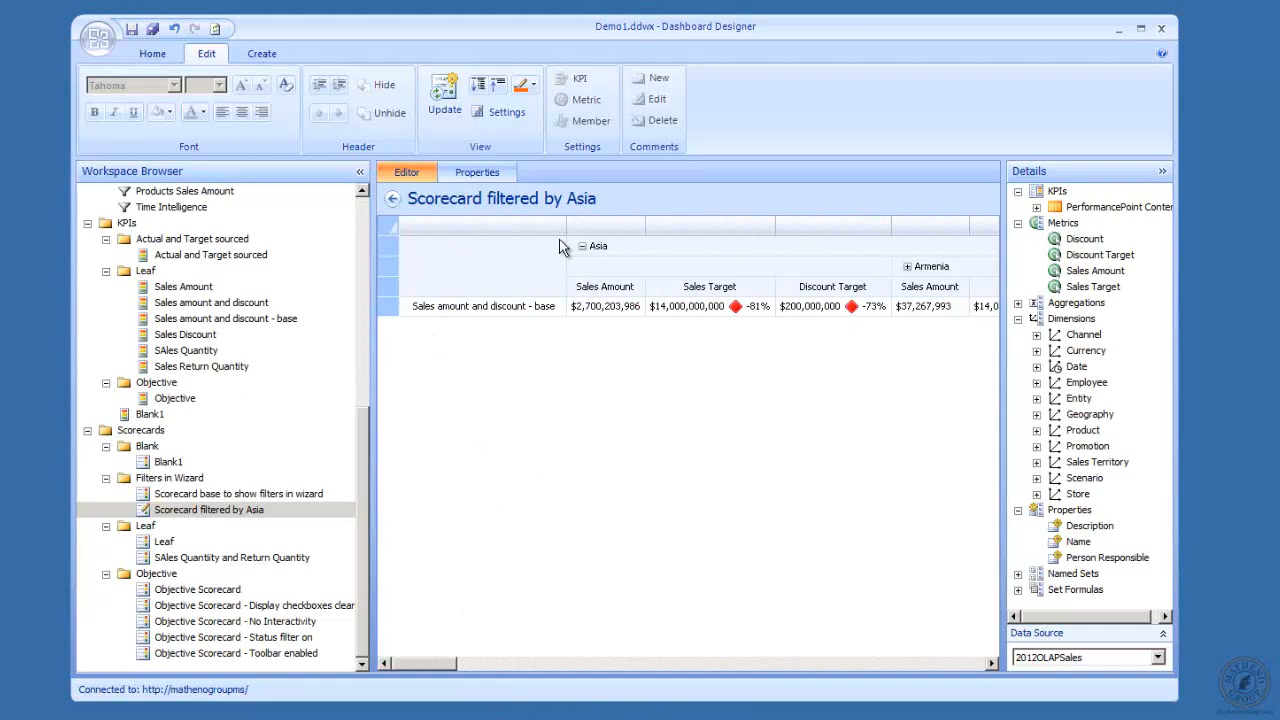 Demo1.ddwx - Dashboard Designer
Home Edit Create
Tahoma
Hide
Unhide
B I U
Font
Header
Update
Settings
View
KPI
Metric
Member
Settings
New
Edit
Delete
Comments
Workspace Browser
Products Sales Amount
Time Intelligence
KPIs
Actual and Target sourced
Actual and Target sourced
Leaf
Sales Amount
Sales amount and discount
Sales amount and discount - base
Sales Discount
SAles Quantity
Sales Return Quantity
Objective
Objective
Blank1
Scorecards
Blank
Blank1
Filters in Wizard
Scorecard base to show filters in wizard
Scorecard filtered by Asia
Leaf
Leaf
SAles Quantiity and Return Quantity
Objective
Objective Scorecard
Objective Scorecard - Display checkboxes clear
Objective Scorecard - No Interactivity
Objective Scorecard - Status filter on
Objective Scorecard - Toolbar enabled
Editor Properties
Scorecard filtered by Asia
Asia
Armenia
Sales Amount Sales Target Discount Target Sales Amount
Sales amount and discount - base $2,700,203,986 $14,000,000,000 -81% $200,000,000 -73% $37,267,993 $14,0
Details
KPIs
PerformancePoint Conten
Metrics
Discount
Discount Target
Sales Amount
Sales Target
Aggregations
Dimensions
Channel
Currency
Date
Employee
Entity
Geography
Product
Promotion
Sales Territory
Scenario
Store
Properties
Description
Name
Person Responsible
Named Sets
Set Formulas
Data Source
2012OLAPSales
Connected to: http://mathenogroupms/
MATHENO
GROUP